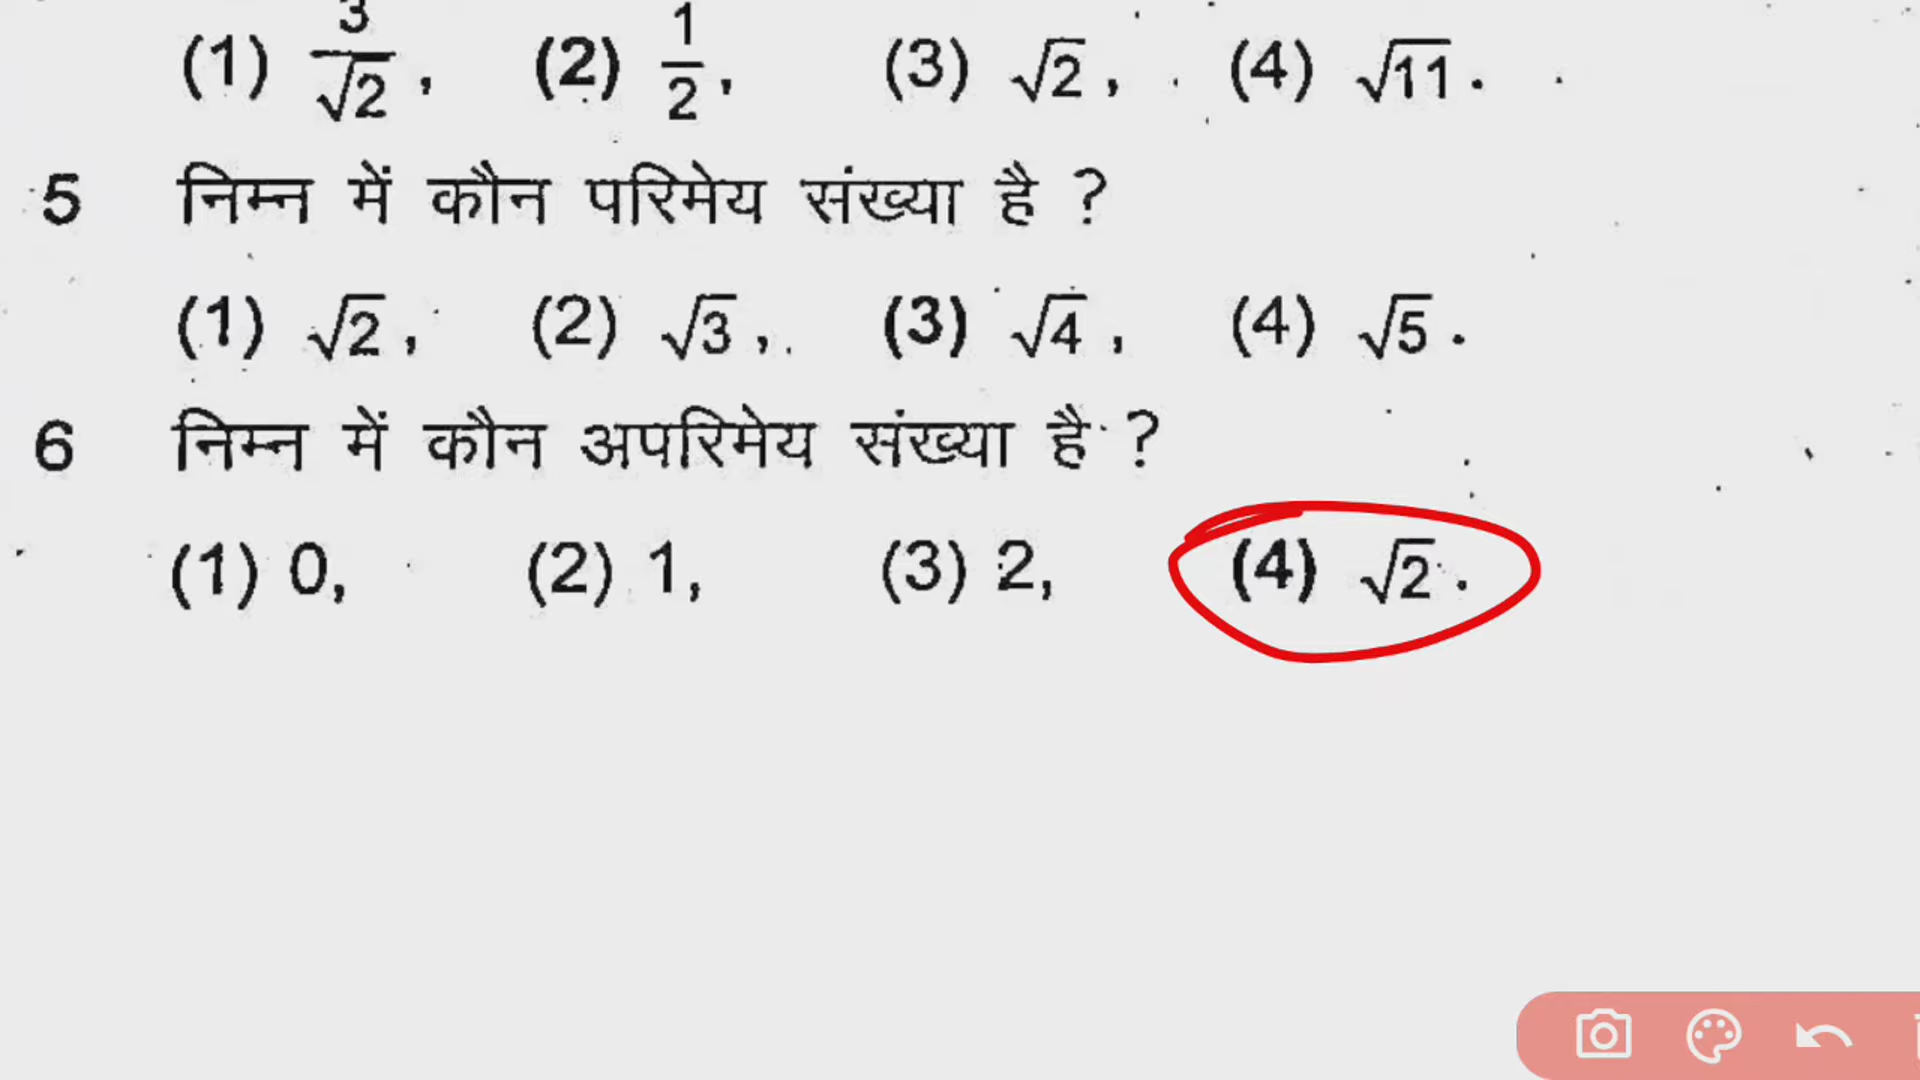 (1) 3/√2, (2) 1/2, (3) √2, (4) √11.
5 निम्न में कौन परिमेय संख्या है ?
(1) √2, (2) √3, (3) √4, (4) √5.
6 निम्न में कौन अपरिमेय संख्या है ?
(1) 0, (2) 1, (3) 2, (4) √2.